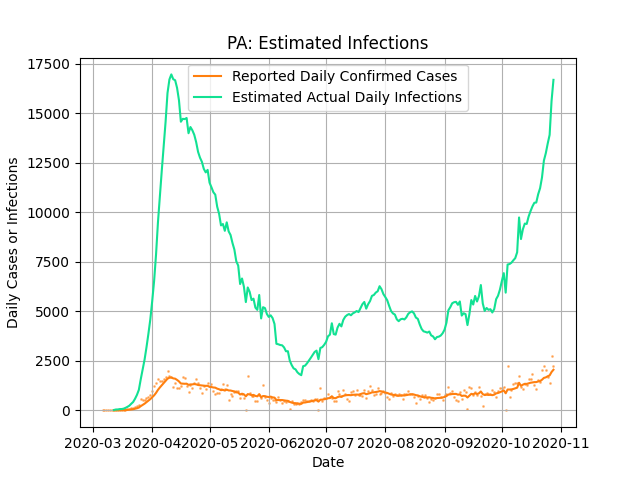 PA: Estimated Infections
Reported Daily Confirmed Cases
Estimated Actual Daily Infections
Daily Cases or Infections
17500
15000
12500
10000
7500
5000
2500
0
2020-03 2020-04 2020-05 2020-06 2020-07 2020-08 2020-09 2020-10 2020-11
Date